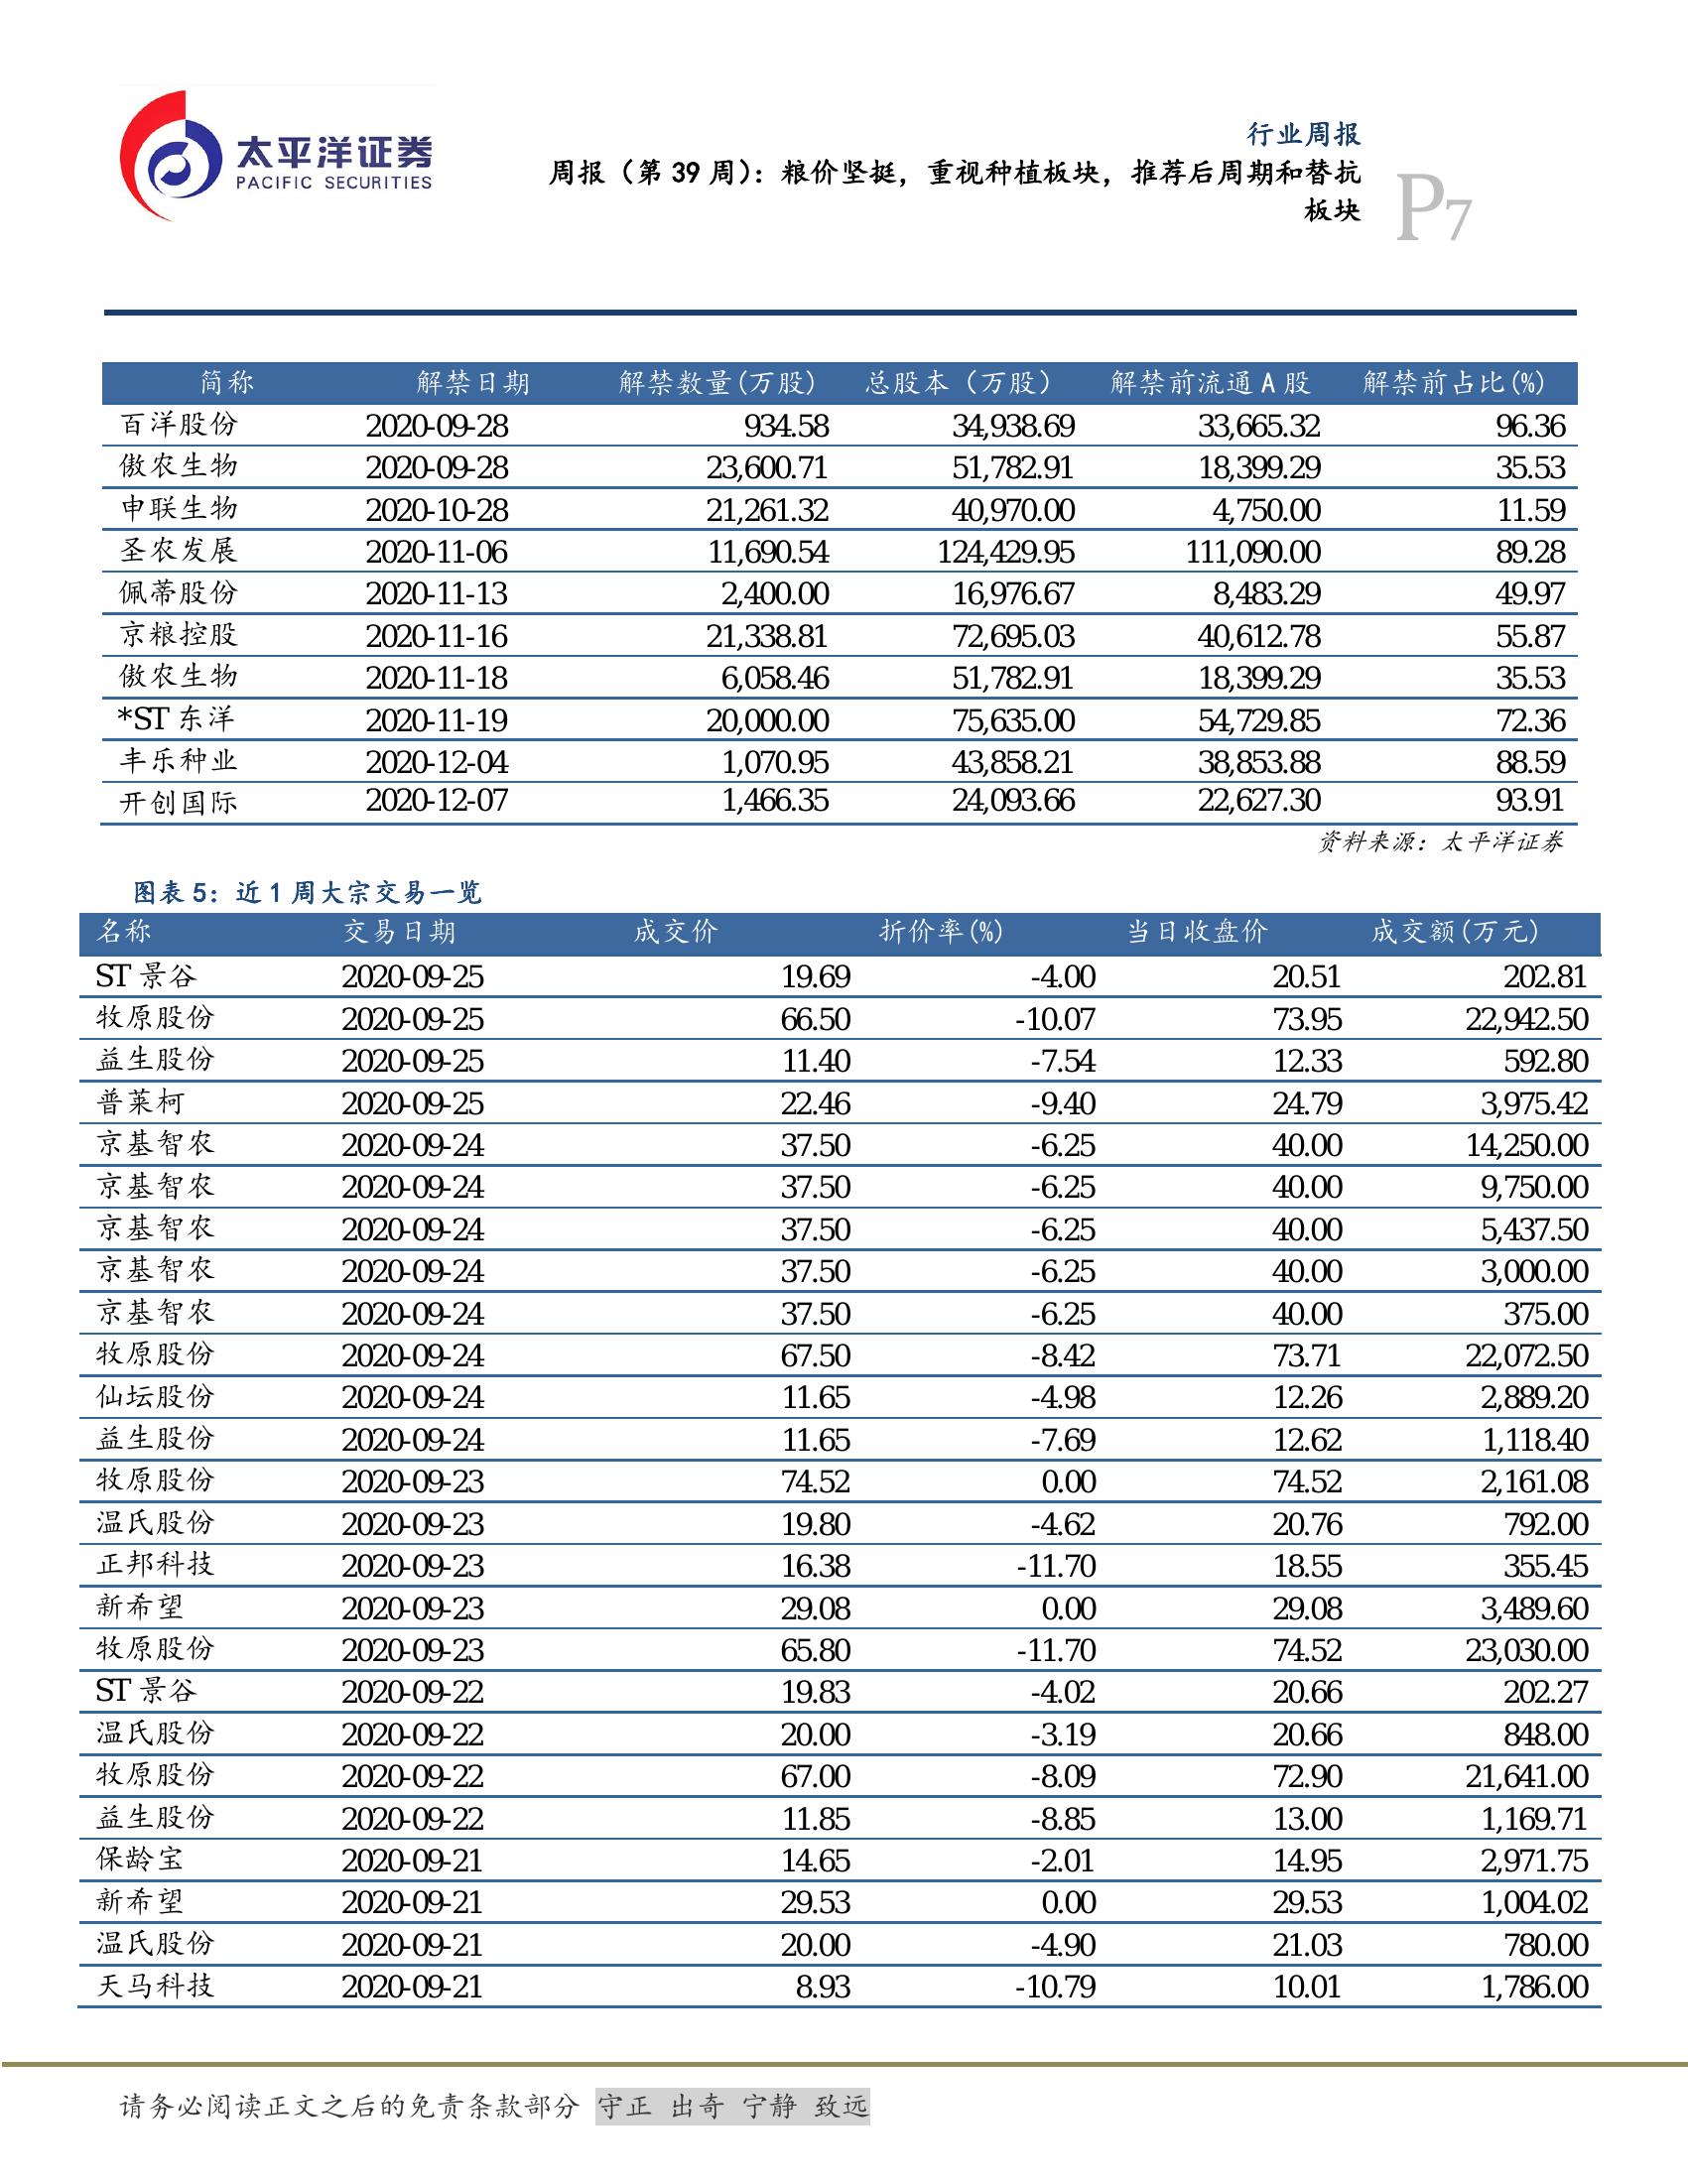 太平洋证券
PACIFIC SECURITIES
行业周报
周报（第 39 周）：粮价坚挺，重视种植板块，推荐后周期和替抗
板块
P7
简称 解禁日期 解禁数量(万股) 总股本（万股） 解禁前流通 A 股 解禁前占比(%)
百洋股份 2020-09-28 934.58 34,938.69 33,665.32 96.36
傲农生物 2020-09-28 23,600.71 51,782.91 18,399.29 35.53
申联生物 2020-10-28 21,261.32 40,970.00 4,750.00 11.59
圣农发展 2020-11-06 11,690.54 124,429.95 111,090.00 89.28
佩蒂股份 2020-11-13 2,400.00 16,976.67 8,483.29 49.97
京粮控股 2020-11-16 21,338.81 72,695.03 40,612.78 55.87
傲农生物 2020-11-18 6,058.46 51,782.91 18,399.29 35.53
*ST 东洋 2020-11-19 20,000.00 75,635.00 54,729.85 72.36
丰乐种业 2020-12-04 1,070.95 43,858.21 38,853.88 88.59
开创国际 2020-12-07 1,466.35 24,093.66 22,627.30 93.91
资料来源：太平洋证券
图表 5：近 1 周大宗交易一览
名称 交易日期 成交价 折价率(%) 当日收盘价 成交额(万元)
ST 景谷 2020-09-25 19.69 -4.00 20.51 202.81
牧原股份 2020-09-25 66.50 -10.07 73.95 22,942.50
益生股份 2020-09-25 11.40 -7.54 12.33 592.80
普莱柯 2020-09-25 22.46 -9.40 24.79 3,975.42
京基智农 2020-09-24 37.50 -6.25 40.00 14,250.00
京基智农 2020-09-24 37.50 -6.25 40.00 9,750.00
京基智农 2020-09-24 37.50 -6.25 40.00 5,437.50
京基智农 2020-09-24 37.50 -6.25 40.00 3,000.00
京基智农 2020-09-24 37.50 -6.25 40.00 375.00
牧原股份 2020-09-24 67.50 -8.42 73.71 22,072.50
仙坛股份 2020-09-24 11.65 -4.98 12.26 2,889.20
益生股份 2020-09-24 11.65 -7.69 12.62 1,118.40
牧原股份 2020-09-23 74.52 0.00 74.52 2,161.08
温氏股份 2020-09-23 19.80 -4.62 20.76 792.00
正邦科技 2020-09-23 16.38 -11.70 18.55 355.45
新希望 2020-09-23 29.08 0.00 29.08 3,489.60
牧原股份 2020-09-23 65.80 -11.70 74.52 23,030.00
ST 景谷 2020-09-22 19.83 -4.02 20.66 202.27
温氏股份 2020-09-22 20.00 -3.19 20.66 848.00
牧原股份 2020-09-22 67.00 -8.09 72.90 21,641.00
益生股份 2020-09-22 11.85 -8.85 13.00 1,169.71
保龄宝 2020-09-21 14.65 -2.01 14.95 2,971.75
新希望 2020-09-21 29.53 0.00 29.53 1,004.02
温氏股份 2020-09-21 20.00 -4.90 21.03 780.00
天马科技 2020-09-21 8.93 -10.79 10.01 1,786.00
请务必阅读正文之后的免责条款部分 守正 出奇 宁静 致远